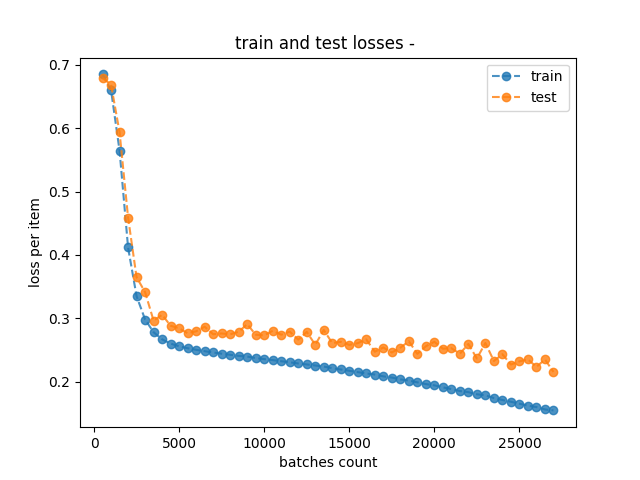 train and test losses -
train
test
loss per item
0.7
0.6
0.5
0.4
0.3
0.2
0
5000
10000
15000
20000
25000
batches count